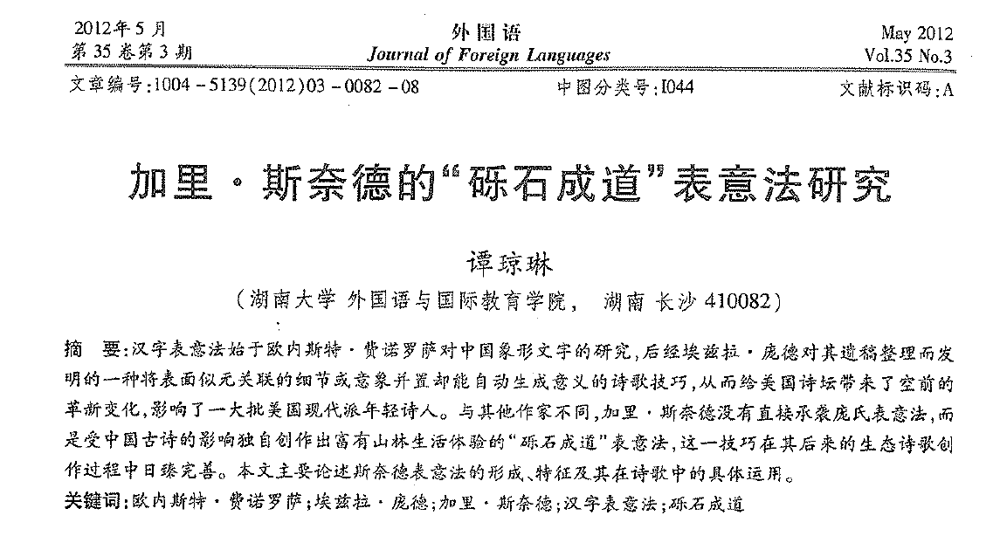 2012年5月 外国语 May 2012
第35卷第3期 Journal of Foreign Languages Vol.35 No.3
文章编号:1004-5139(2012)03-0082-08 中图分类号:I044 文献标识码:A
加里·斯奈德的“砾石成道”表意法研究
谭琼琳
(湖南大学 外国语与国际教育学院, 湖南 长沙 410082)
摘 要:汉字表意法始于欧内斯特·费诺罗萨对中国象形文字的研究,后经埃兹拉·庞德对其遗稿整理而发
明的一种将表面似无关联的细节或意象并置却能自动生成意义的诗歌技巧,从而给美国诗坛带来了空前的
革新变化,影响了一大批美国现代派年轻诗人。与其他作家不同,加里·斯奈德没有直接承袭庞氏表意法,而
是受中国古诗的影响独自创作出富有山林生活体验的“砾石成道”表意法,这一技巧在其后来的生态诗歌创
作过程中日臻完善。本文主要论述斯奈德表意法的形成、特征及其在诗歌中的具体运用。
关键词:欧内斯特·费诺罗萨;埃兹拉·庞德;加里·斯奈德;汉字表意法;砾石成道